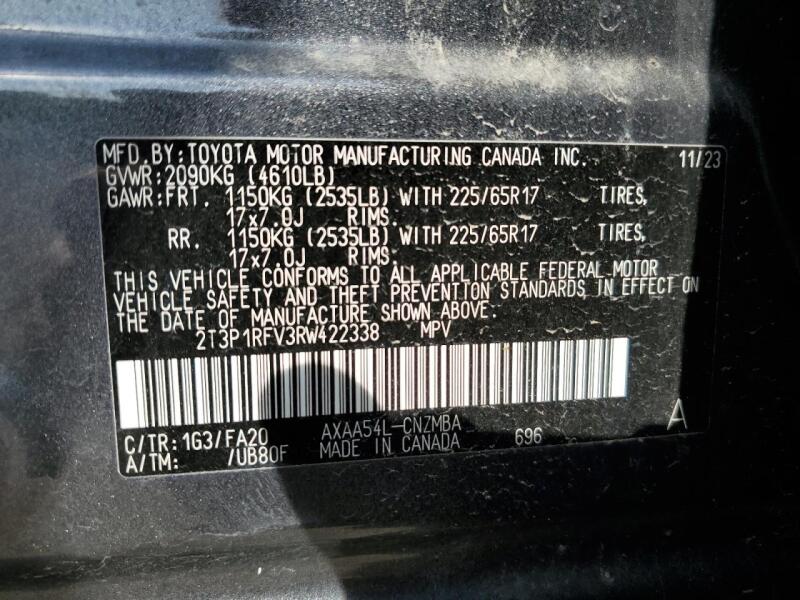 MFD. BY: TOYOTA MOTOR MANUFACTURING CANADA INC. 11/23
GVWR: 2090KG (4610LB)
GAWR: FRT. 1150KG (2535LB) WITH 225/65R17 TIRES,
17x7.0J RIMS.
RR. 1150KG (2535LB) WITH 225/65R17 TIRES,
17x7.0J RIMS.
THIS VEHICLE CONFORMS TO ALL APPLICABLE FEDERAL MOTOR
VEHICLE SAFETY AND THEFT PREVENTION STANDARDS IN EFFECT ON
THE DATE OF MANUFACTURE SHOWN ABOVE.
2T3P1RFV3RW422338 MPV
C/TR: 1G3/FA20 AXAA54L-CNZMBA 696 A
A/TM: /UB80F MADE IN CANADA